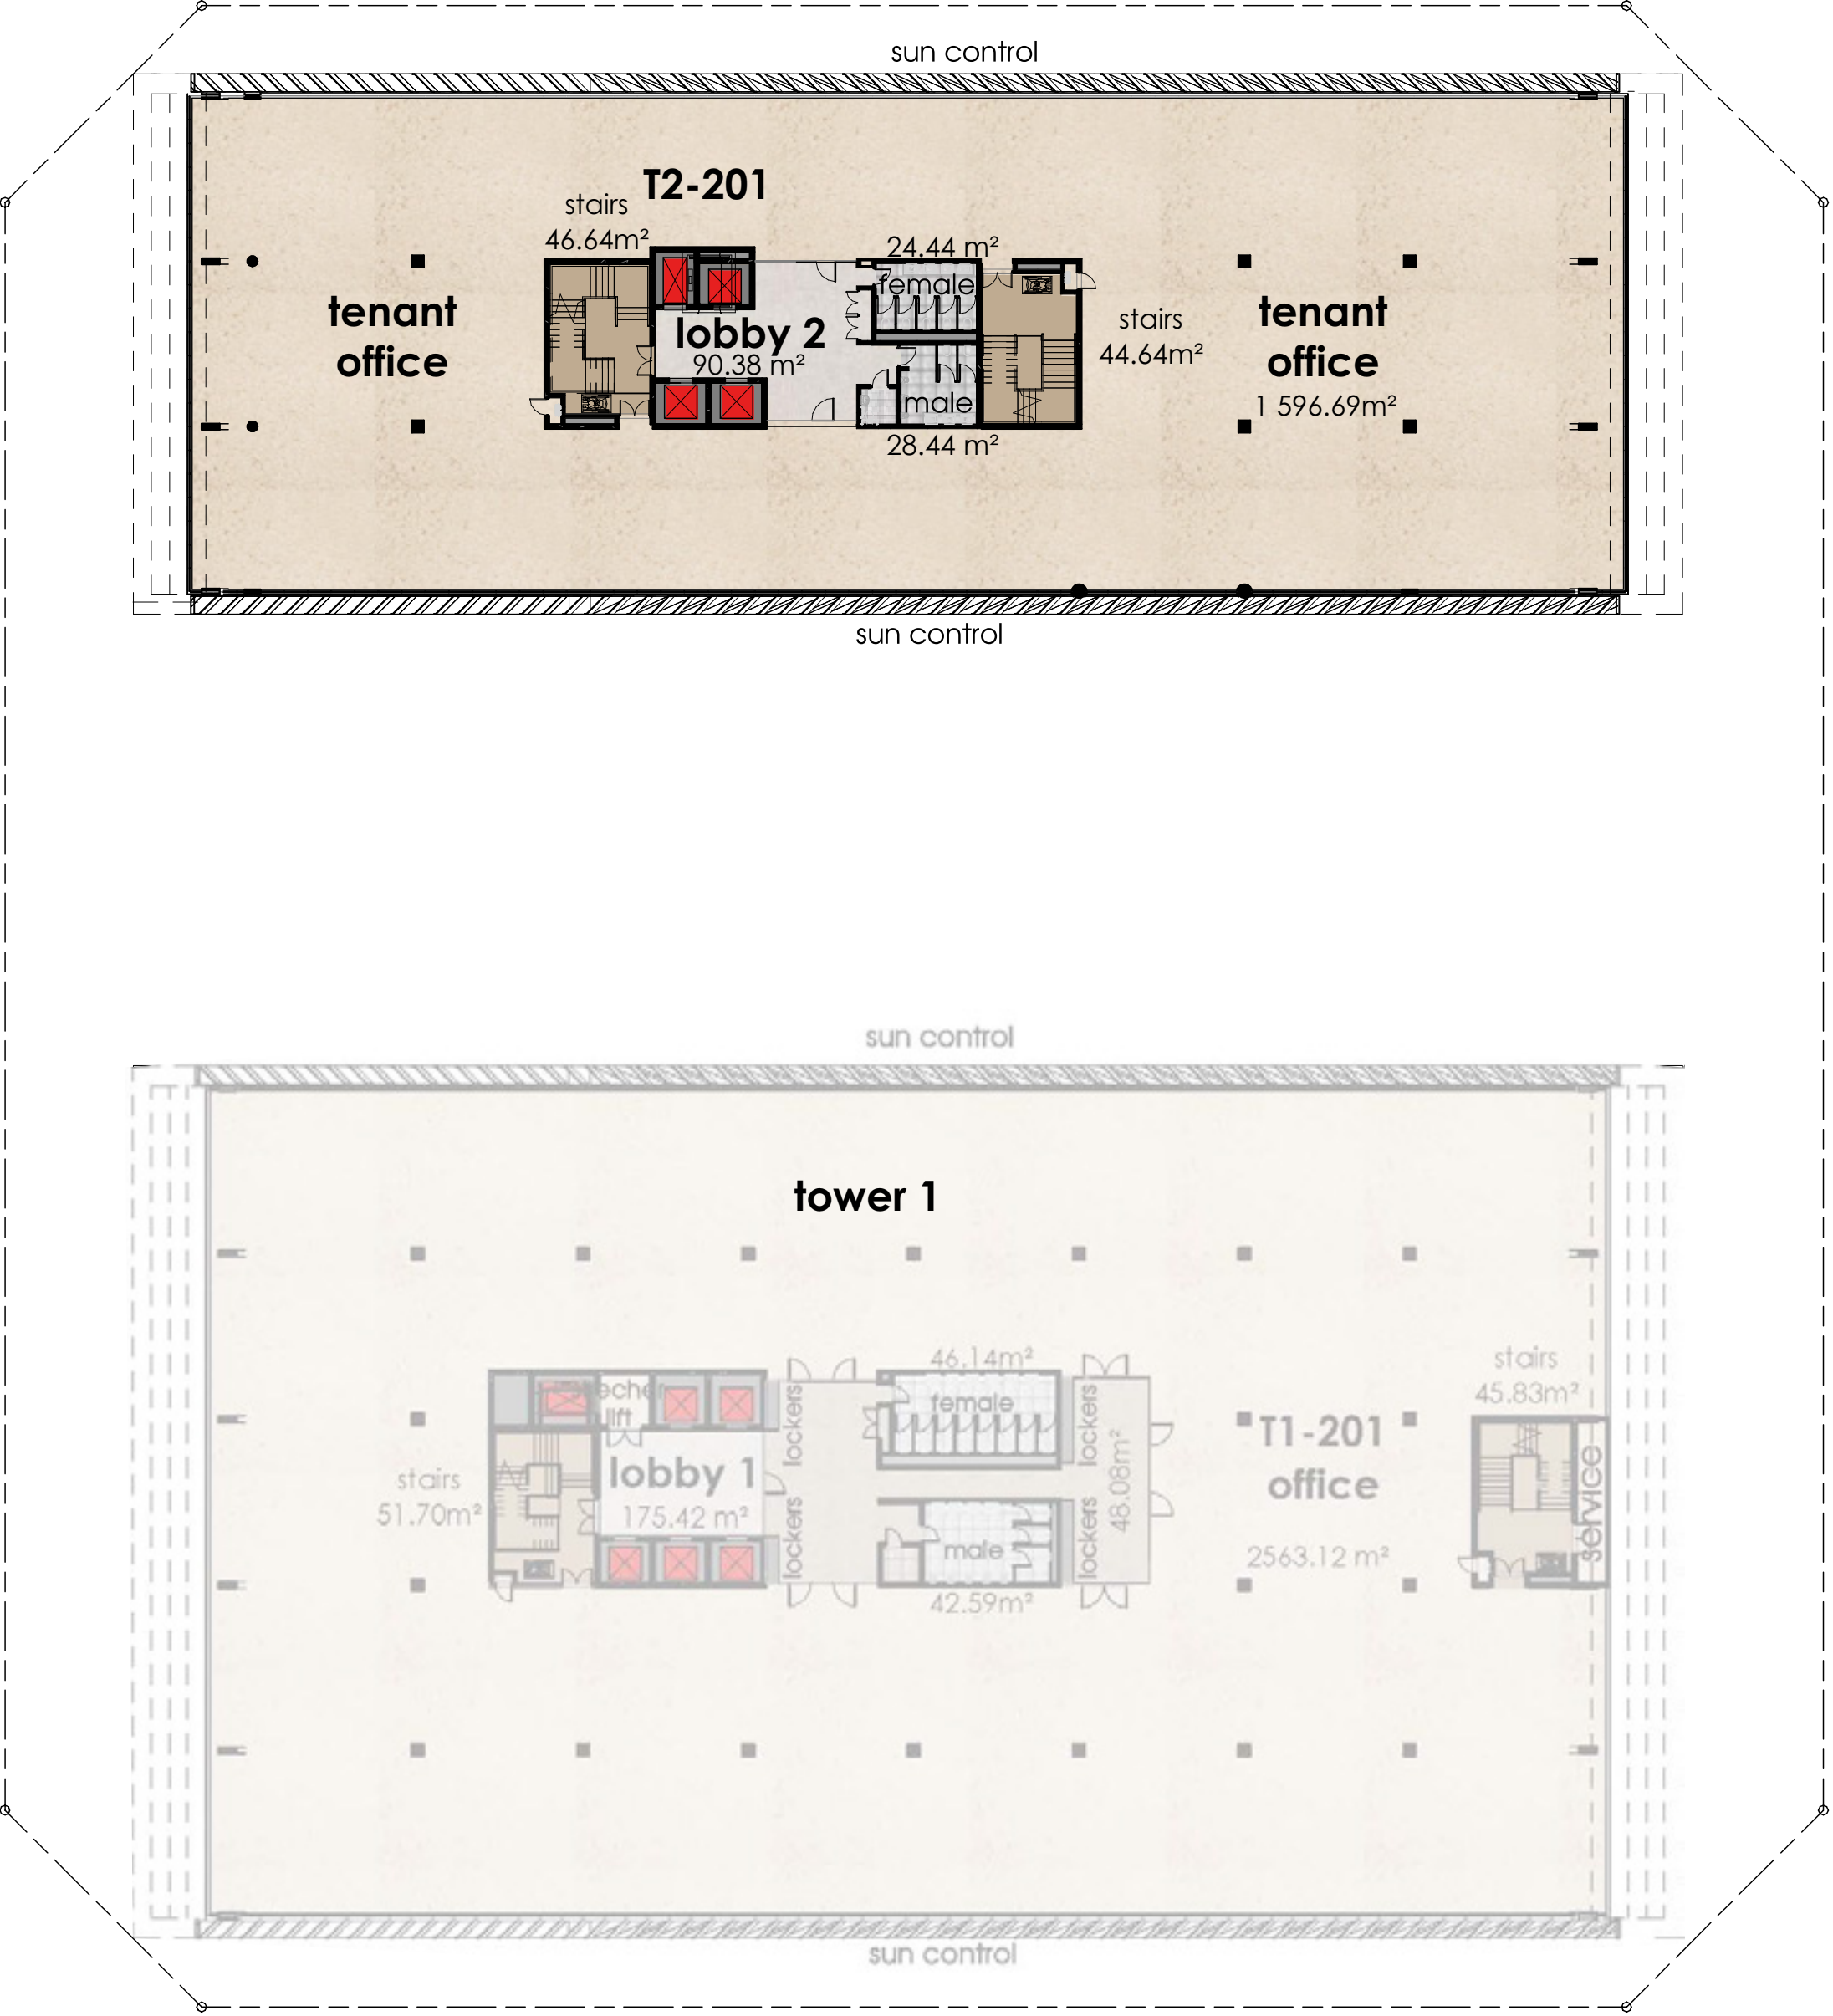 sun control
T2-201
stairs
46.64m²
24.44 m²
female
tenant
office
lobby 2
90.38 m²
stairs
44.64m²
tenant
office
1 596.69m²
male
28.44 m²
sun control
sun control
tower 1
46.14m²
stairs
45.83m²
lift
lockers
female
lockers
T1-201
office
stairs
51.70m²
lobby 1
175.42 m²
48.08m²
service
lockers
male
lockers
2563.12 m²
42.59m²
sun control